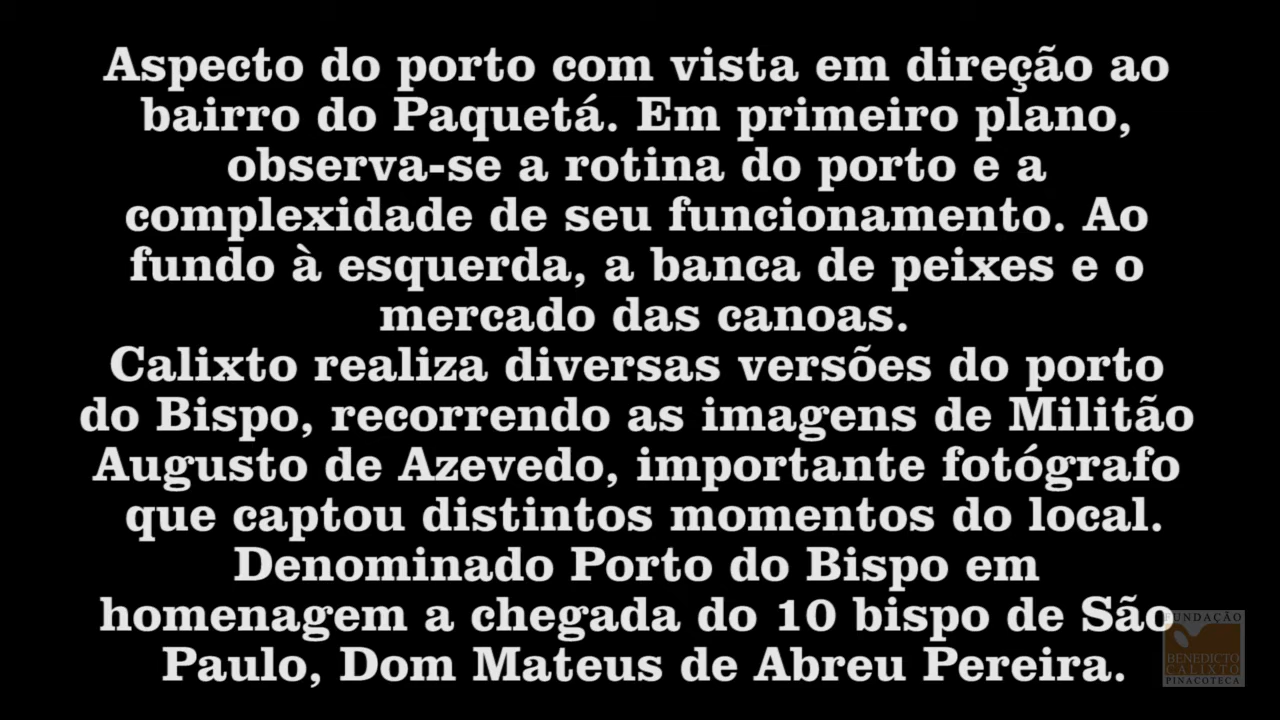 Aspecto do porto com vista em direção ao
bairro do Paquetá. Em primeiro plano,
observa-se a rotina do porto e a
complexidade de seu funcionamento. Ao
fundo à esquerda, a banca de peixes e o
mercado das canoas.
Calixto realiza diversas versões do porto
do Bispo, recorrendo as imagens de Militão
Augusto de Azevedo, importante fotógrafo
que captou distintos momentos do local.
Denominado Porto do Bispo em
homenagem a chegada do 10 bispo de São
Paulo, Dom Mateus de Abreu Pereira.
FUNDAÇÃO
BENEDICTO
CALIXTO
PINACOTECA